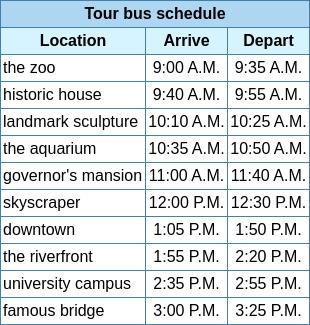 Tour bus schedule
Location Arrive Depart
the zoo 9:00 A.M. 9:35 A.M.
historic house 9:40 A.M. 9:55 A.M.
landmark sculpture 10:10 A.M. 10:25 A.M.
the aquarium 10:35 A.M. 10:50 A.M.
governor's mansion 11:00 A.M. 11:40 A.M.
skyscraper 12:00 P.M. 12:30 P.M.
downtown 1:05 P.M. 1:50 P.M.
the riverfront 1:55 P.M. 2:20 P.M.
university campus 2:35 P.M. 2:55 P.M.
famous bridge 3:00 P.M. 3:25 P.M.